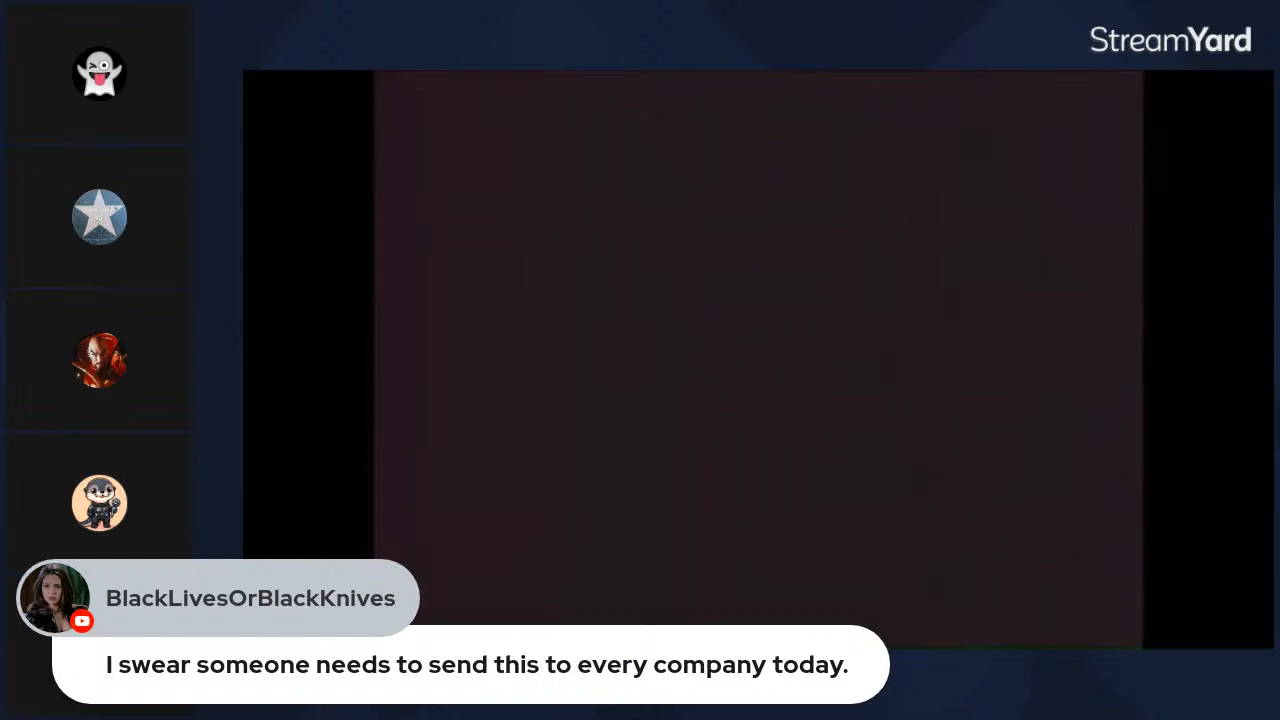 StreamYard
BlackLivesOrBlackKnives
I swear someone needs to send this to every company today.